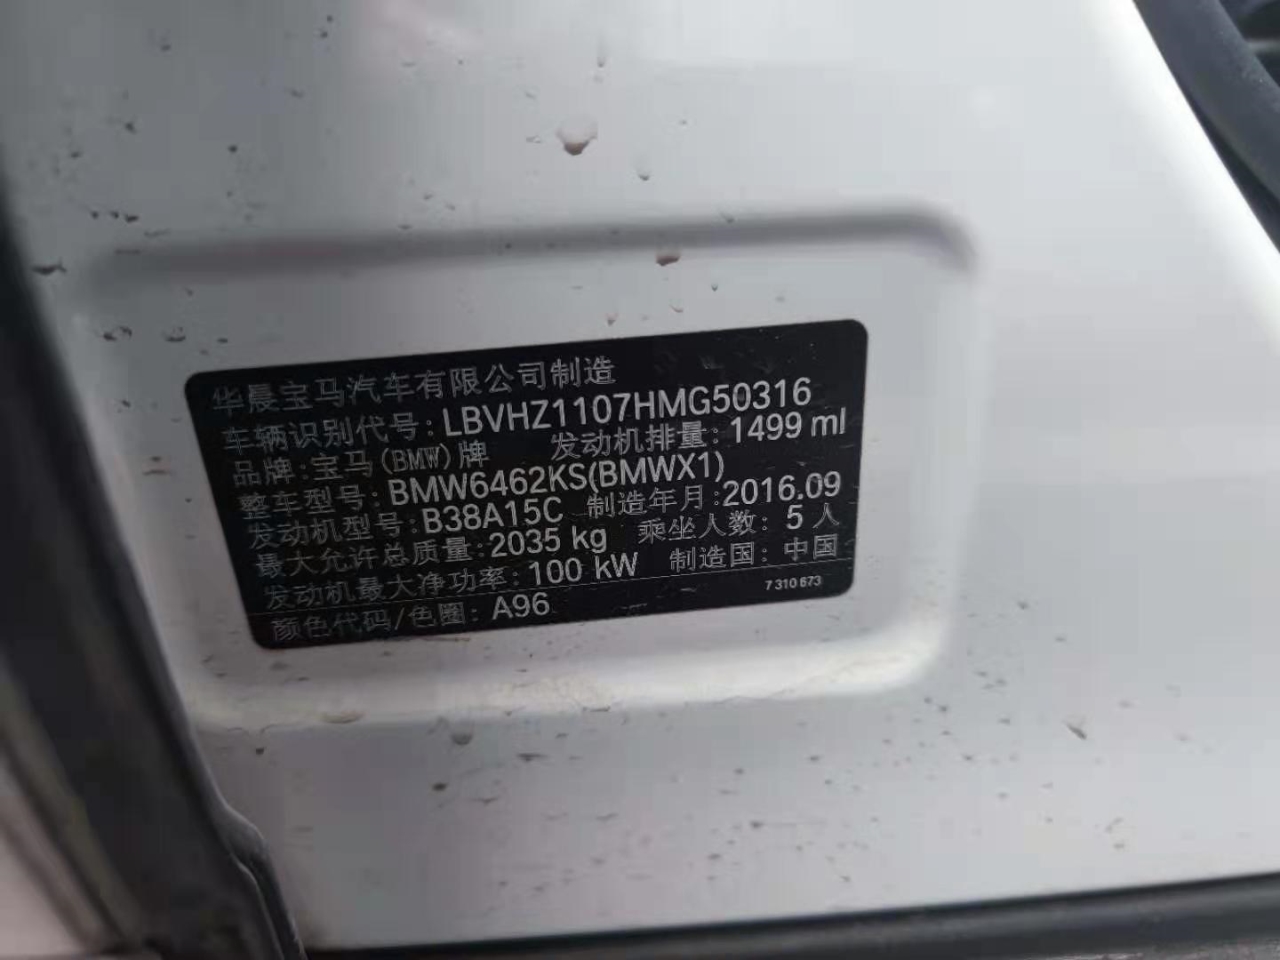 华晨宝马汽车有限公司制造
车辆识别代号: LBVHZ1107HMG50316
品牌: 宝马(BMW)牌 发动机排量: 1499 ml
整车型号: BMW6462KS(BMWX1)
发动机型号: B38A15C 制造年月: 2016.09
最大允许总质量: 2035 kg 乘坐人数: 5 人
发动机最大净功率: 100 kW 制造国: 中国
颜色代码/色圈: A96 7 310 673